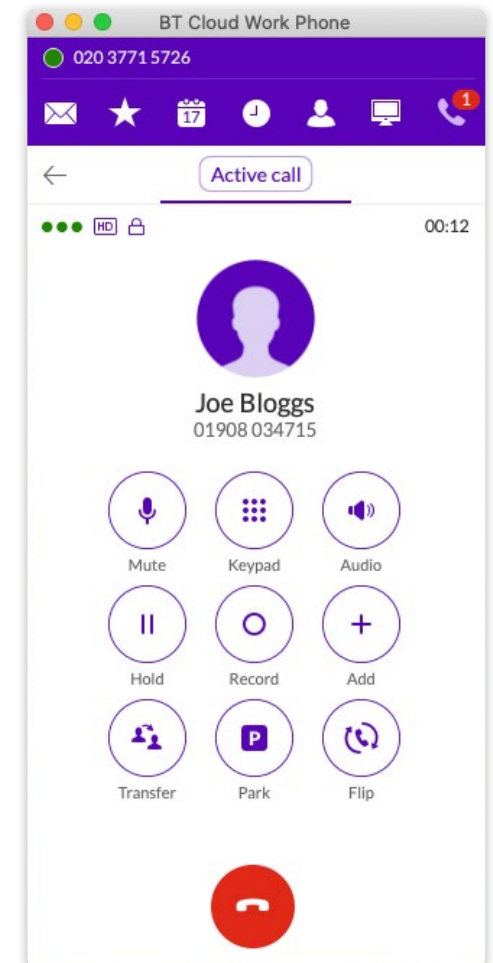 BT Cloud Work Phone
020 3771 5726
17
1
Active call
HD
00:12
Joe Bloggs
01908 034715
Mute Keypad Audio
Hold Record Add
P
Transfer Park Flip